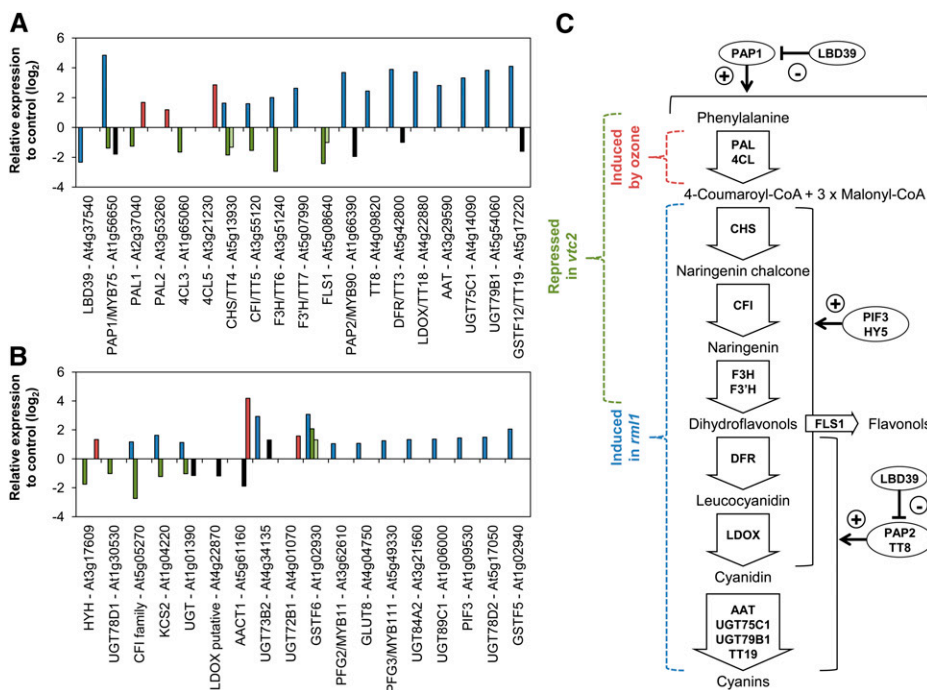 A
Relative expression
to control (log2)
6
4
2
0
-2
-4
LBD39 - At4g37540
PAP1/MYB75 - At1g56650
PAL1 - At2g37040
PAL2 - At3g53260
4CL3 - At1g65060
4CL5 - At3g21230
CHS/TT4 - At5g13930
CFI/TT5 - At3g55120
F3H/TT6 - At3g51240
F3'H/TT7 - At5g07990
FLS1 - At5g08640
PAP2/MYB90 - At1g66390
TT8 - At4g09820
DFR/TT3 - At5g42800
LDOX/TT18 - At4g22880
AAT - At3g29590
UGT75C1 - At4g14090
UGT79B1 - At5g54060
GSTF12/TT19 - At5g17220
B
Relative expression
to control (log2)
6
4
2
0
-2
-4
HYH - At3g17609
UGT78D1 - At1g30530
CFI family - At5g05270
KCS2 - At1g04220
UGT - At1g01390
LDOX putative - At4g22870
AACT1 - At5g61160
UGT73B2 - At4g34135
UGT72B1 - At4g01070
GSTF6 - At1g02930
PFG2/MYB11 - At3g62610
GLUT8 - At4g04750
PFG3/MYB111 - At5g49330
UGT84A2 - At3g21560
UGT89C1 - At1g06000
PIF3 - At1g09530
UGT78D2 - At5g17050
GSTF5 - At1g02940
C
PAP1
LBD39
+
-
Phenylalanine
Induced
by ozone
PAL
4CL
4-Coumaroyl-CoA + 3 x Malonyl-CoA
Repressed
in vtc2
CHS
Naringenin chalcone
CFI
+
PIF3
HY5
Naringenin
F3H
F3'H
Induced
in rml1
Dihydroflavonols
FLS1
Flavonols
DFR
LBD39
-
Leucocyanidin
+
PAP2
TT8
LDOX
Cyanidin
AAT
UGT75C1
UGT79B1
TT19
Cyanins